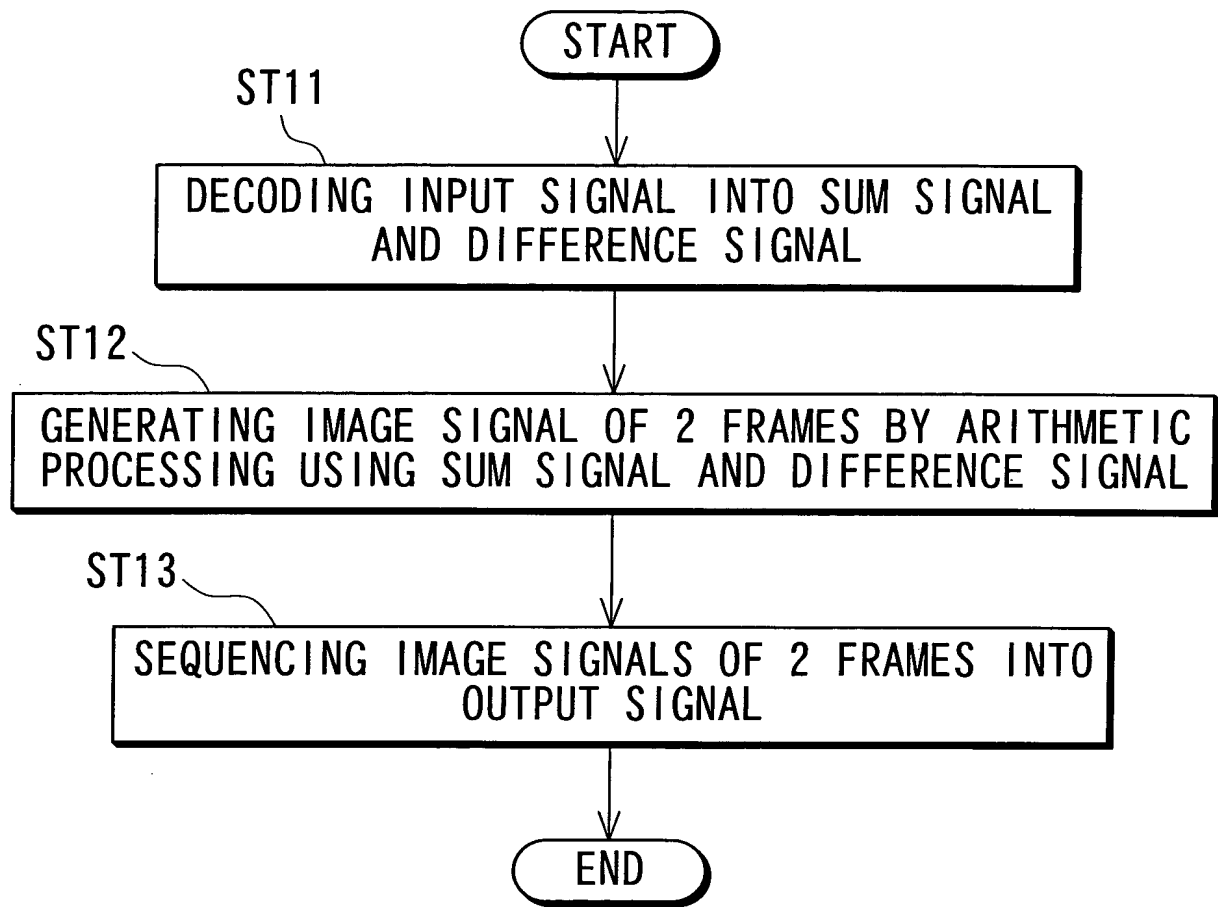 START
ST11
DECODING INPUT SIGNAL INTO SUM SIGNAL
AND DIFFERENCE SIGNAL
ST12
GENERATING IMAGE SIGNAL OF 2 FRAMES BY ARITHMETIC
PROCESSING USING SUM SIGNAL AND DIFFERENCE SIGNAL
ST13
SEQUENCING IMAGE SIGNALS OF 2 FRAMES INTO
OUTPUT SIGNAL
END